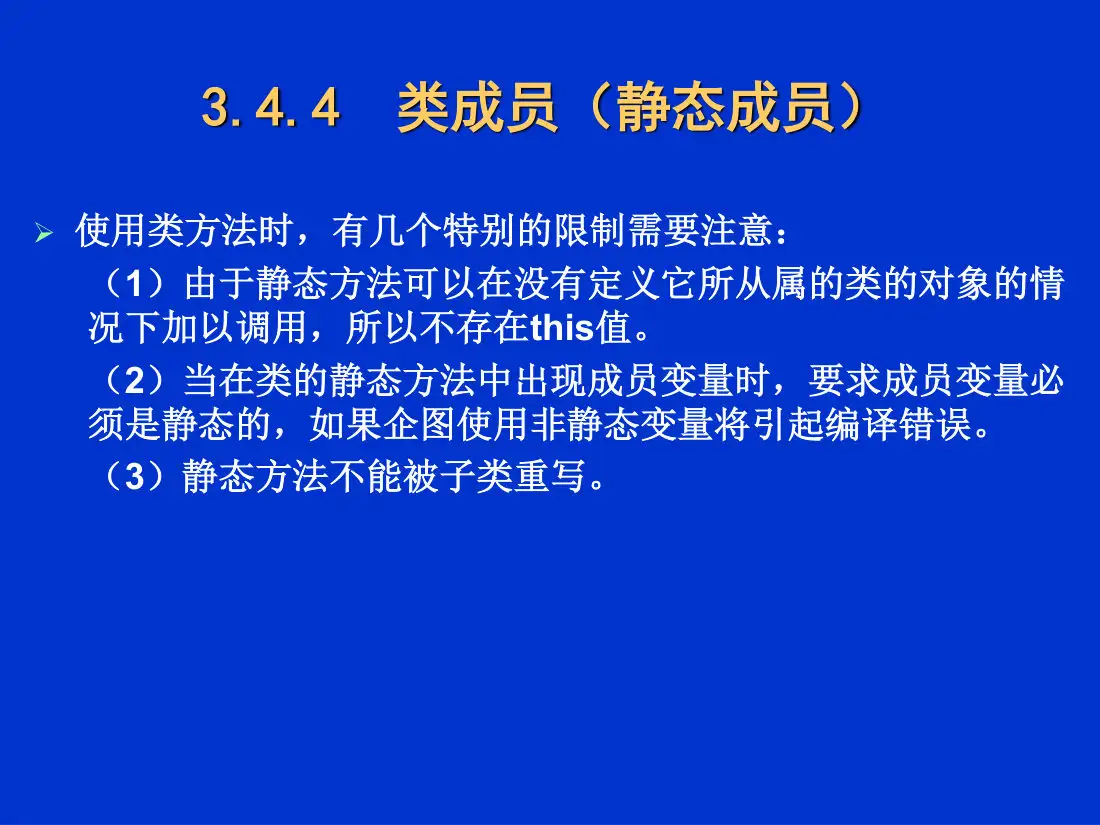 3.4.4 类成员（静态成员）
使用类方法时，有几个特别的限制需要注意：
（1）由于静态方法可以在没有定义它所从属的类的对象的情
况下加以调用，所以不存在this值。
（2）当在类的静态方法中出现成员变量时，要求成员变量必
须是静态的，如果企图使用非静态变量将引起编译错误。
（3）静态方法不能被子类重写。